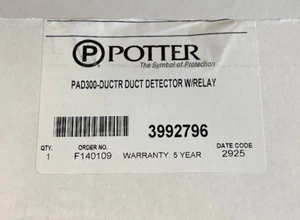 P POTTER
The Symbol of Protection
PAD300-DUCTR DUCT DETECTOR W/RELAY
3992796
QTY. ORDER NO. DATE CODE
1 F140109 WARRANTY: 5 YEAR 2925